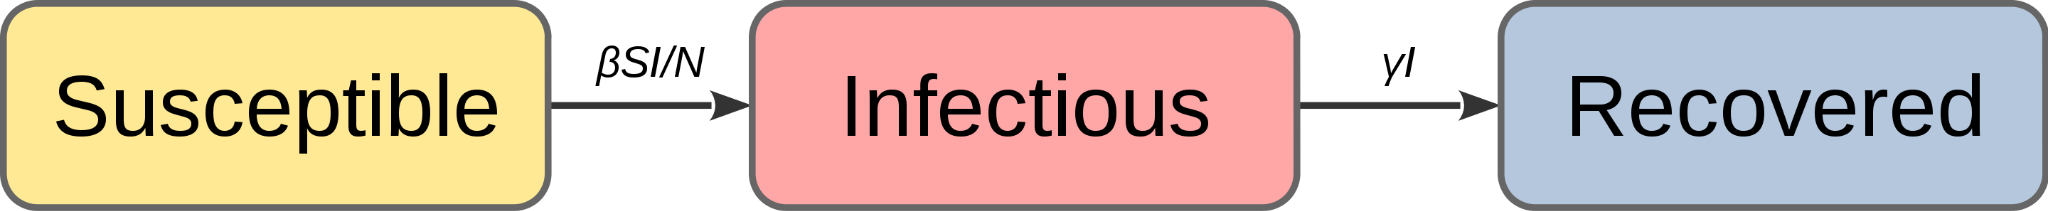 Susceptible
βSI/N
Infectious
γI
Recovered